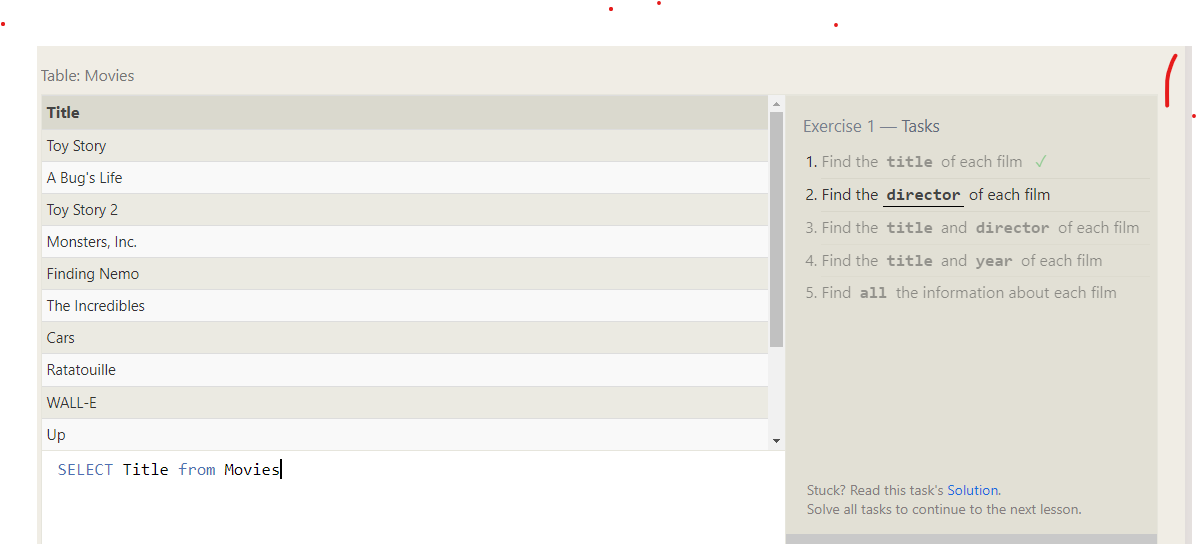 Table: Movies
Title
Toy Story
A Bug's Life
Toy Story 2
Monsters, Inc.
Finding Nemo
The Incredibles
Cars
Ratatouille
WALL-E
Up
SELECT Title from Movies
Exercise 1 — Tasks
1. Find the title of each film ✓
2. Find the director of each film
3. Find the title and director of each film
4. Find the title and year of each film
5. Find all the information about each film
Stuck? Read this task's Solution.
Solve all tasks to continue to the next lesson.